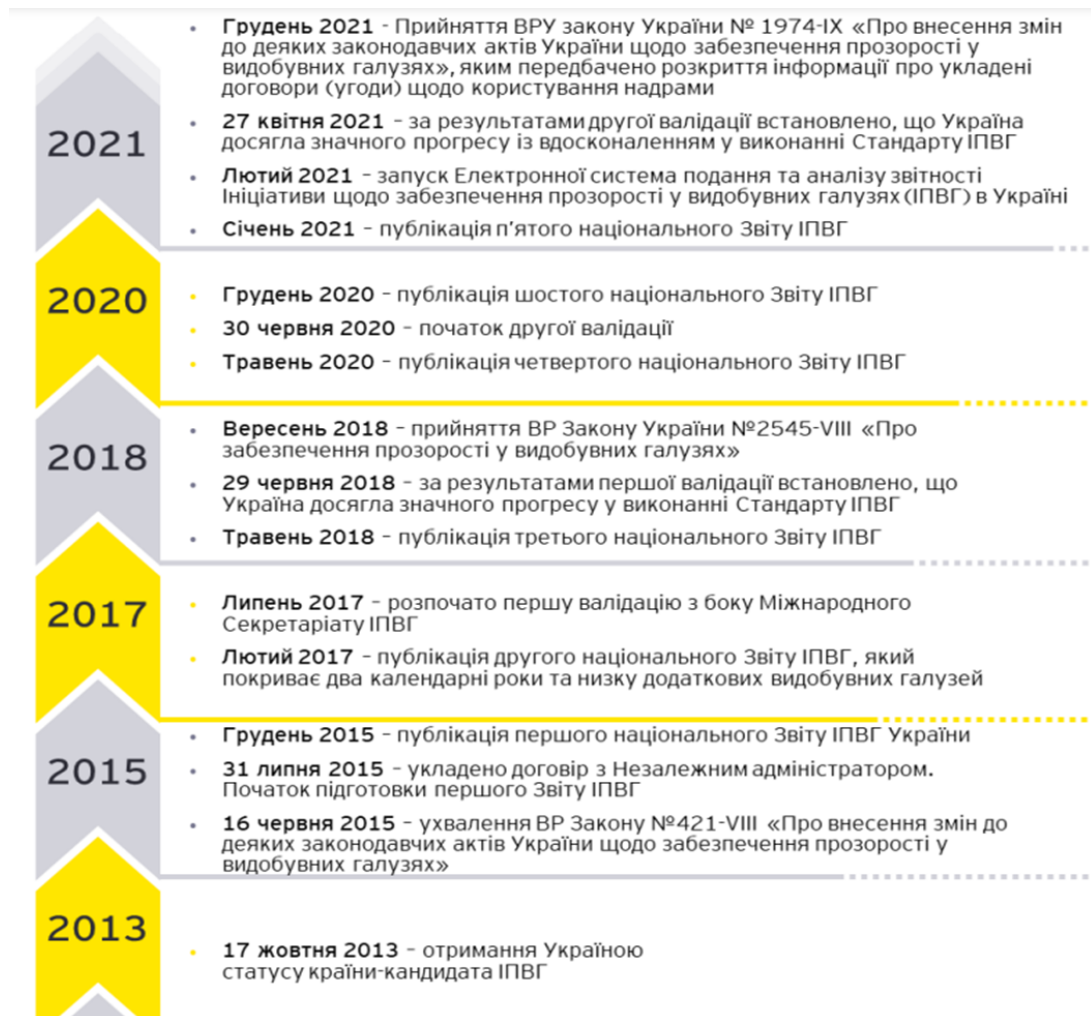 2021
Грудень 2021 - Прийняття ВРУ закону України № 1974-IX «Про внесення змін
до деяких законодавчих актів України щодо забезпечення прозорості у
видобувних галузях», яким передбачено розкриття інформації про укладені
договори (угоди) щодо користування надрами
27 квітня 2021 – за результатами другої валідації встановлено, що Україна
досягла значного прогресу із вдосконаленням у виконанні Стандарту ІПВГ
Лютий 2021 – запуск Електронної система подання та аналізу звітності
Ініціативи щодо забезпечення прозорості у видобувних галузях (ІПВГ) в Україні
Січень 2021 – публікація п’ятого національного Звіту ІПВГ
2020
Грудень 2020 – публікація шостого національного Звіту ІПВГ
30 червня 2020 – початок другої валідації
Травень 2020 – публікація четвертого національного Звіту ІПВГ
2018
Вересень 2018 – прийняття ВР Закону України №2545-VIII «Про
забезпечення прозорості у видобувних галузях»
29 червня 2018 – за результатами першої валідації встановлено, що
Україна досягла значного прогресу у виконанні Стандарту ІПВГ
Травень 2018 – публікація третього національного Звіту ІПВГ
2017
Липень 2017 – розпочато першу валідацію з боку Міжнародного
Секретаріату ІПВГ
Лютий 2017 – публікація другого національного Звіту ІПВГ, який
покриває два календарні роки та низку додаткових видобувних галузей
2015
Грудень 2015 – публікація першого національного Звіту ІПВГ України
31 липня 2015 – укладено договір з Незалежним адміністратором.
Початок підготовки першого Звіту ІПВГ
16 червня 2015 – ухвалення ВР Закону №421-VIII «Про внесення змін до
деяких законодавчих актів України щодо забезпечення прозорості у
видобувних галузях»
2013
17 жовтня 2013 – отримання Україною
статусу країни-кандидата ІПВГ